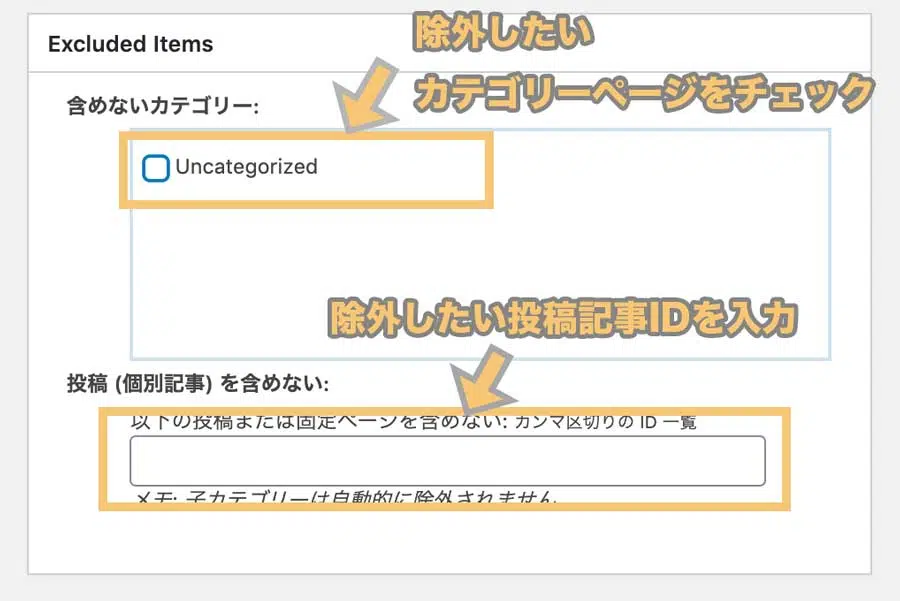 Excluded Items
除外したい
カテゴリーページをチェック
含めないカテゴリー:
Uncategorized
除外したい投稿記事IDを入力
投稿 (個別記事) を含めない:
以下の投稿または固定ページを含めない: カンマ区切りの ID 一覧
メモ: 子カテゴリーは自動的に除外されません